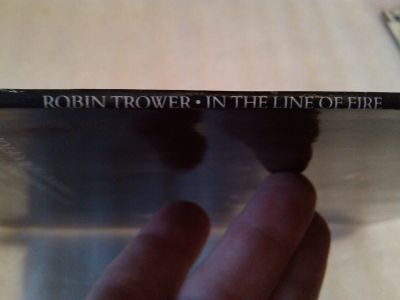 ROBIN TROWER • IN THE LINE OF FIRE